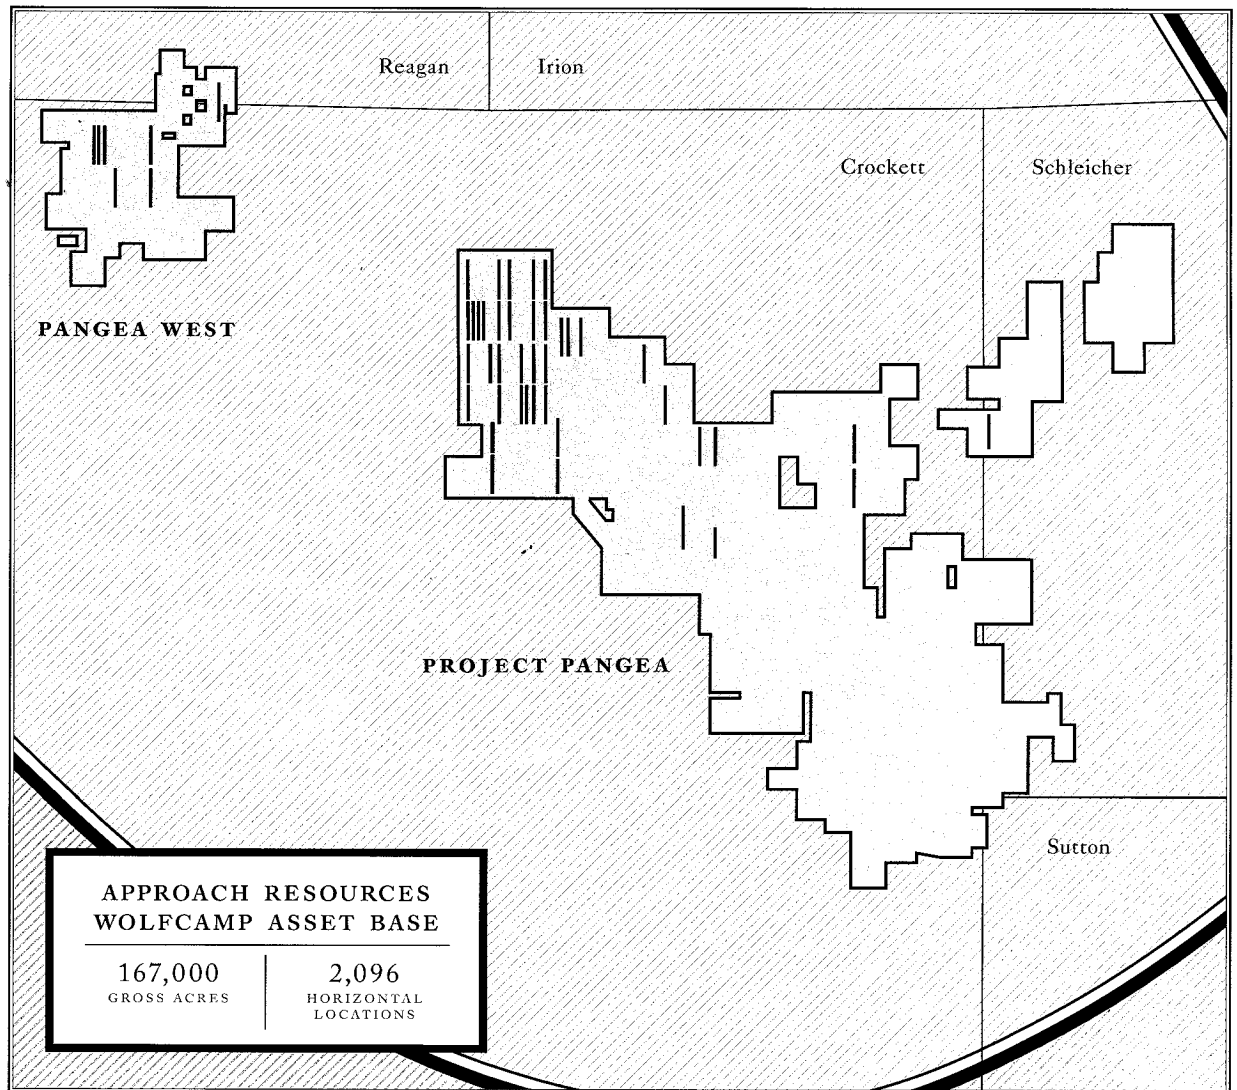 Reagan
Irion
Crockett
Schleicher
PANGEA WEST
PROJECT PANGEA
Sutton
APPROACH RESOURCES
WOLFCAMP ASSET BASE
167,000
GROSS ACRES
2,096
HORIZONTAL
LOCATIONS